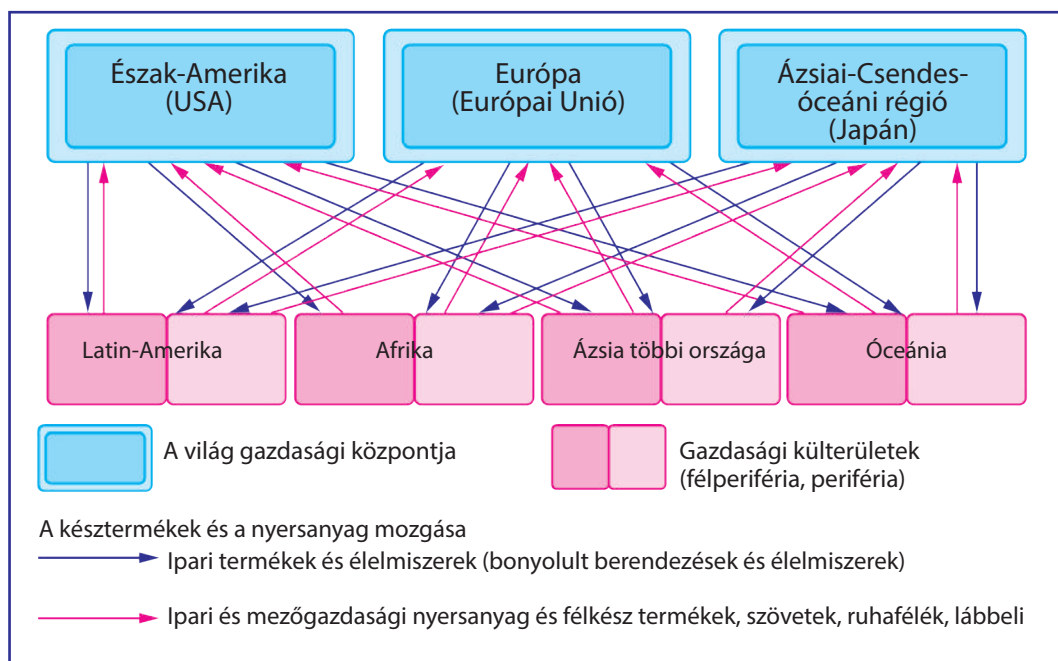 Észak-Amerika
(USA)
Európa
(Európai Unió)
Ázsiai-Csendes-
óceáni régió
(Japán)
Latin-Amerika
Afrika
Ázsia többi országa
Óceánia
A világ gazdasági központja
Gazdasági külterületek
(félperiféria, periféria)
A késztermékek és a nyersanyag mozgása
Ipari termékek és élelmiszerek (bonyolult berendezések és élelmiszerek)
Ipari és mezőgazdasági nyersanyag és félkész termékek, szövetek, ruhafélék, lábbeli